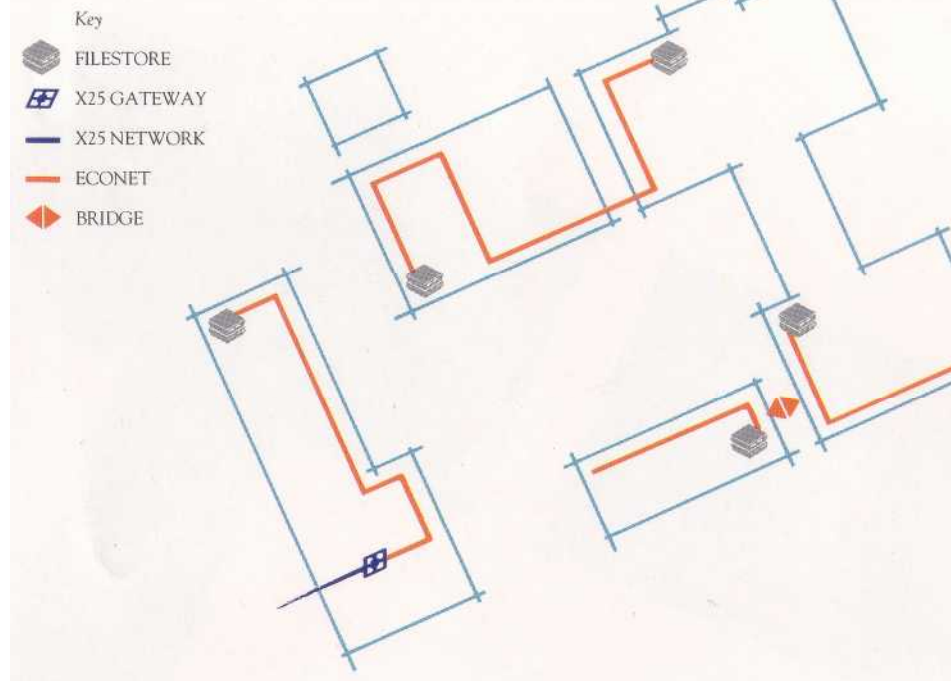 Key
FILESTORE
X25 GATEWAY
X25 NETWORK
ECONET
BRIDGE